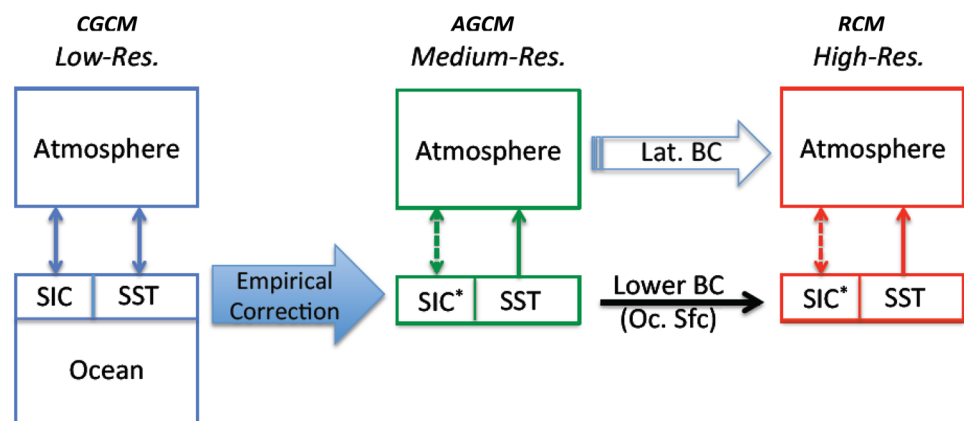 CGCM
Low-Res.
AGCM
Medium-Res.
RCM
High-Res.
Atmosphere
Atmosphere
Lat. BC
Atmosphere
SIC
SST
Empirical
Correction
SIC*
SST
Lower BC
(Oc. Sfc)
SIC*
SST
Ocean